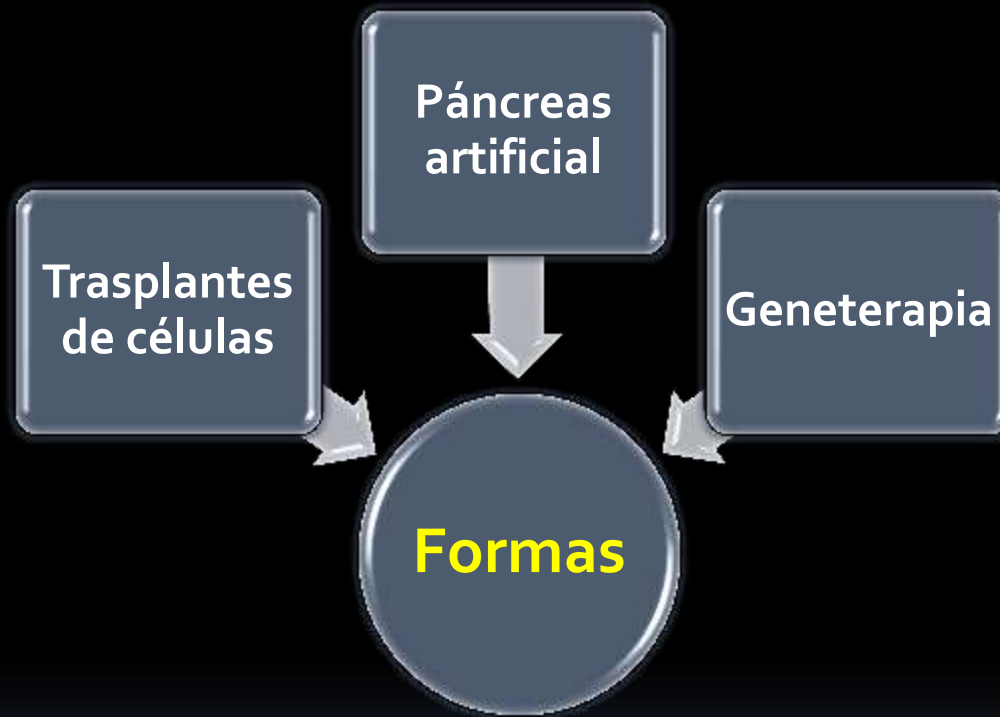 Páncreas
artificial
Trasplantes
de células
Geneterapia
Formas